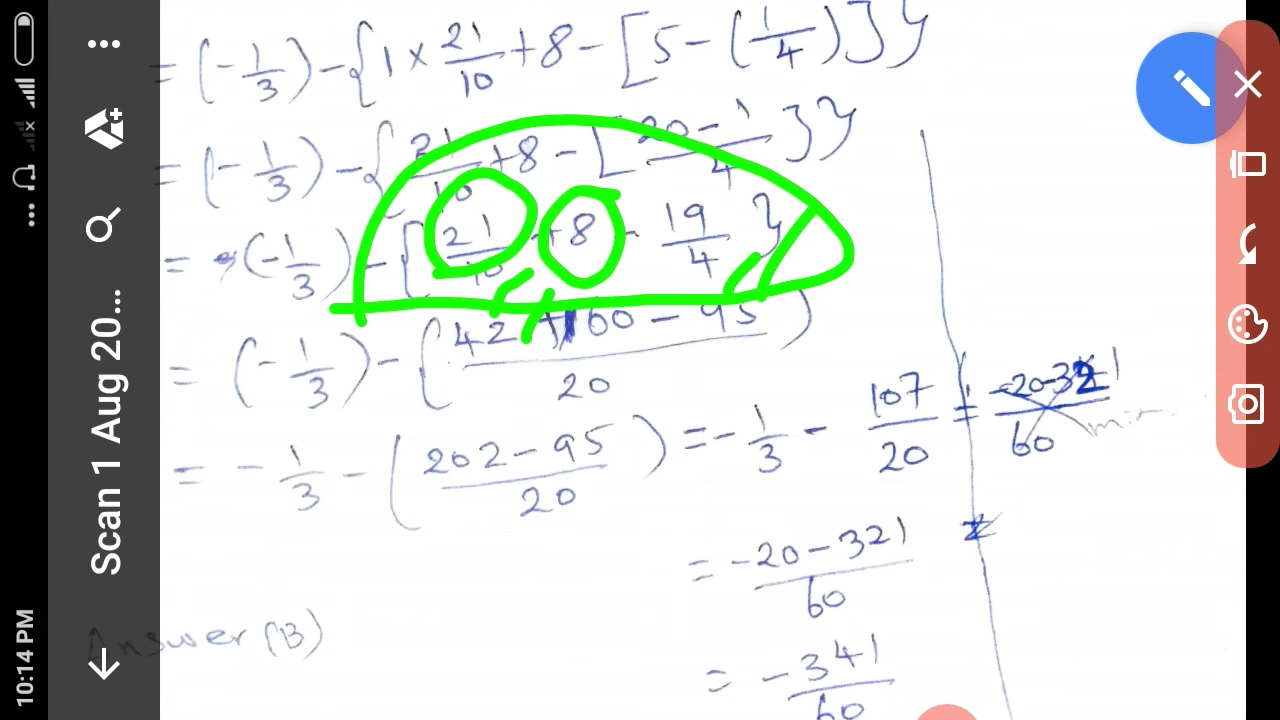 = (-1/3) - {1 × 21/10 + 8 - [5 - (1/4)]}
= (-1/3) - {21/10 + 8 - [20 - 1/4]}
= (-1/3) - {21/10 + 8 - 19/4}
= (-1/3) - (42 + 160 - 95/20)
= -1/3 - (202 - 95/20) = -1/3 - 107/20
= -20 - 321/60
= -341/60
Answer (B)
Scan 1 Aug 20...
10:14 PM